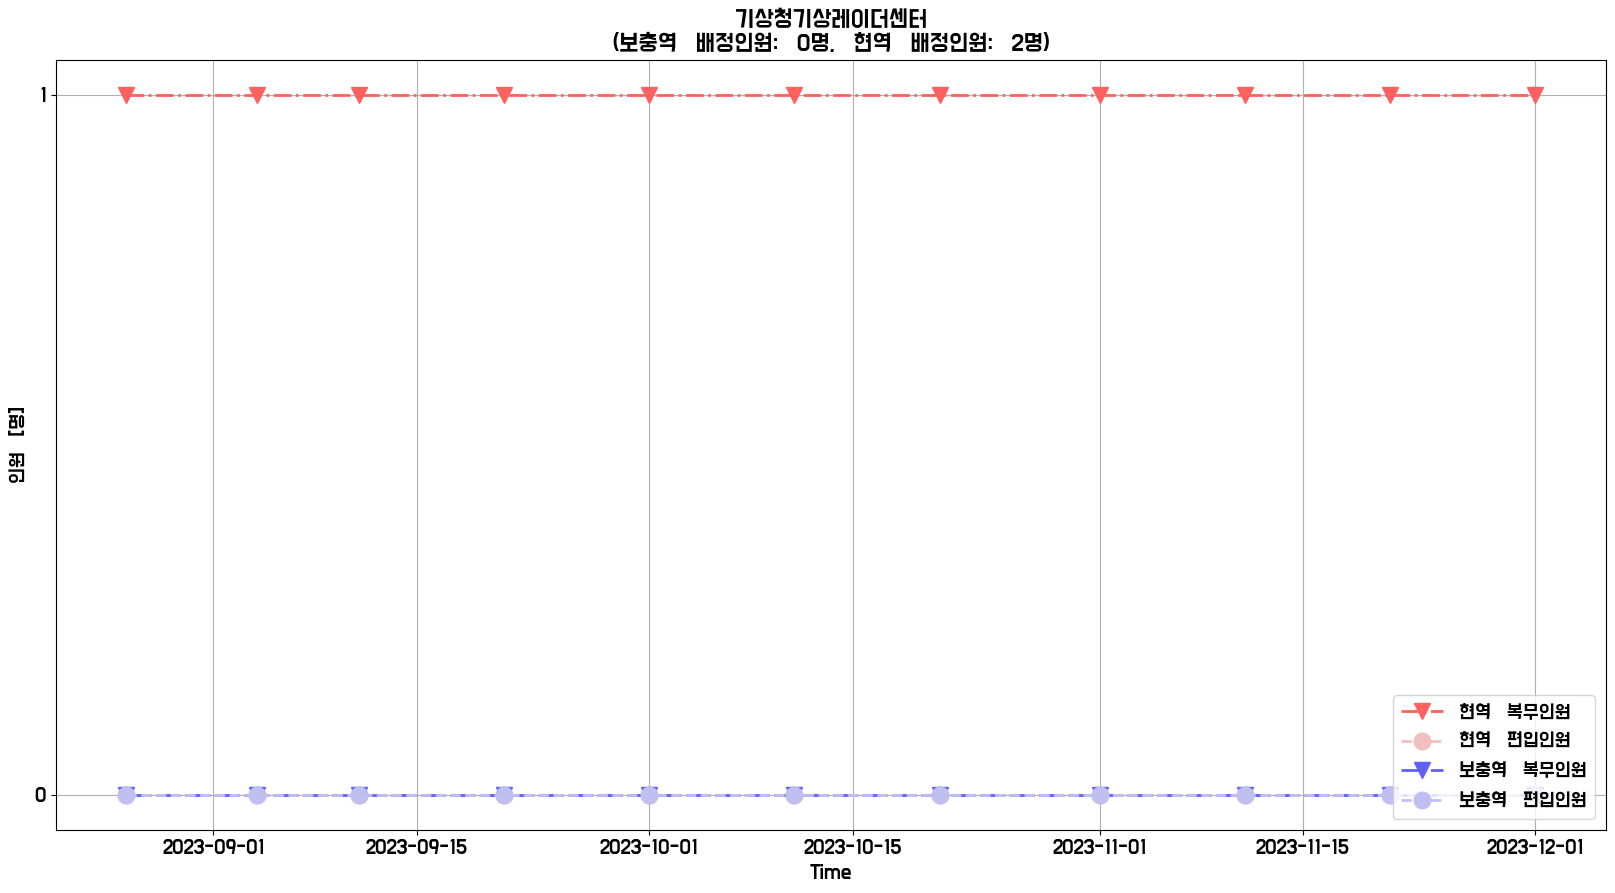 기상청기상레이더센터
(보충역 배정인원: 0명, 현역 배정인원: 2명)
인원 [명]
1
0
현역 복무인원
현역 편입인원
보충역 복무인원
보충역 편입인원
2023-09-01 2023-09-15 2023-10-01 2023-10-15 2023-11-01 2023-11-15 2023-12-01
Time